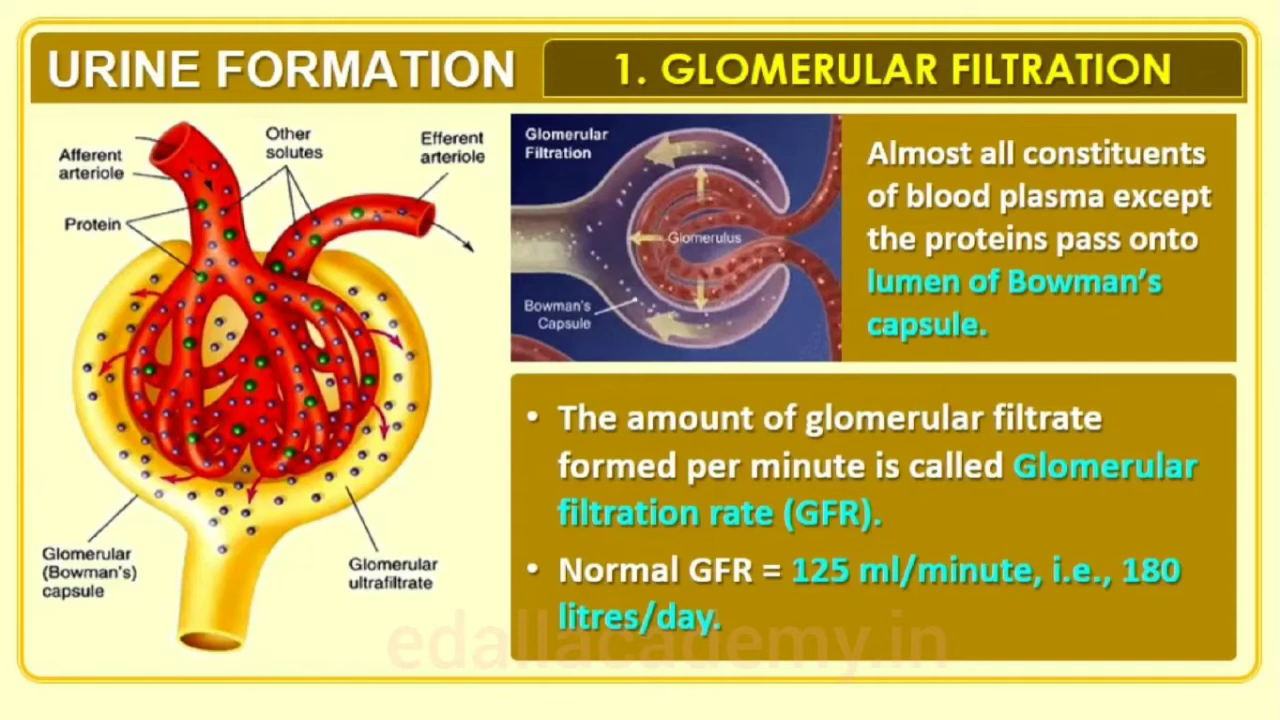 URINE FORMATION
1. GLOMERULAR FILTRATION
Afferent
arteriole
Other
solutes
Efferent
arteriole
Protein
Glomerular
(Bowman's)
capsule
Glomerular
ultrafiltrate
Glomerular
Filtration
Glomerulus
Bowman's
Capsule
Almost all constituents
of blood plasma except
the proteins pass onto
lumen of Bowman's
capsule.
• The amount of glomerular filtrate
formed per minute is called Glomerular
filtration rate (GFR).
• Normal GFR = 125 ml/minute, i.e., 180
litres/day.
edallacademy.in